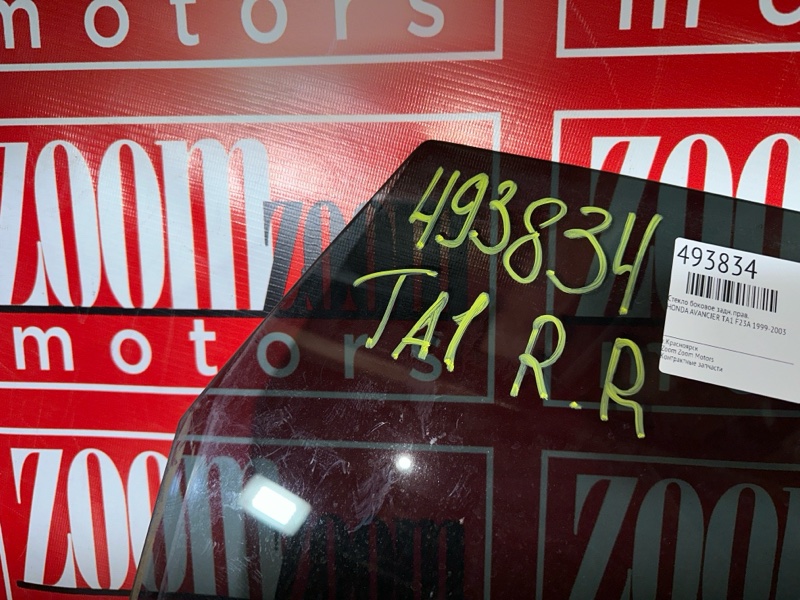 motors
ZOOM
motors
ZOOM
493834
TA1 R.R
493834
Стекло боковое задн.прав.
HONDA AVANCIER TA1 F23A 1999-2003
г.Красноярск
Zoom Zoom Motors
Контрактные запчасти
ZOOM
ZOOM